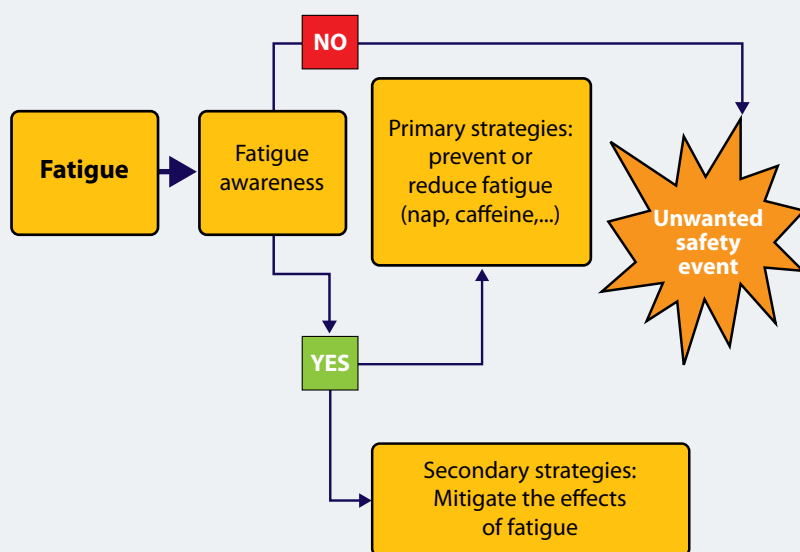 NO
Fatigue
Fatigue
awareness
Primary strategies:
prevent or
reduce fatigue
(nap, caffeine,...)
Unwanted
safety
event
YES
Secondary strategies:
Mitigate the effects
of fatigue